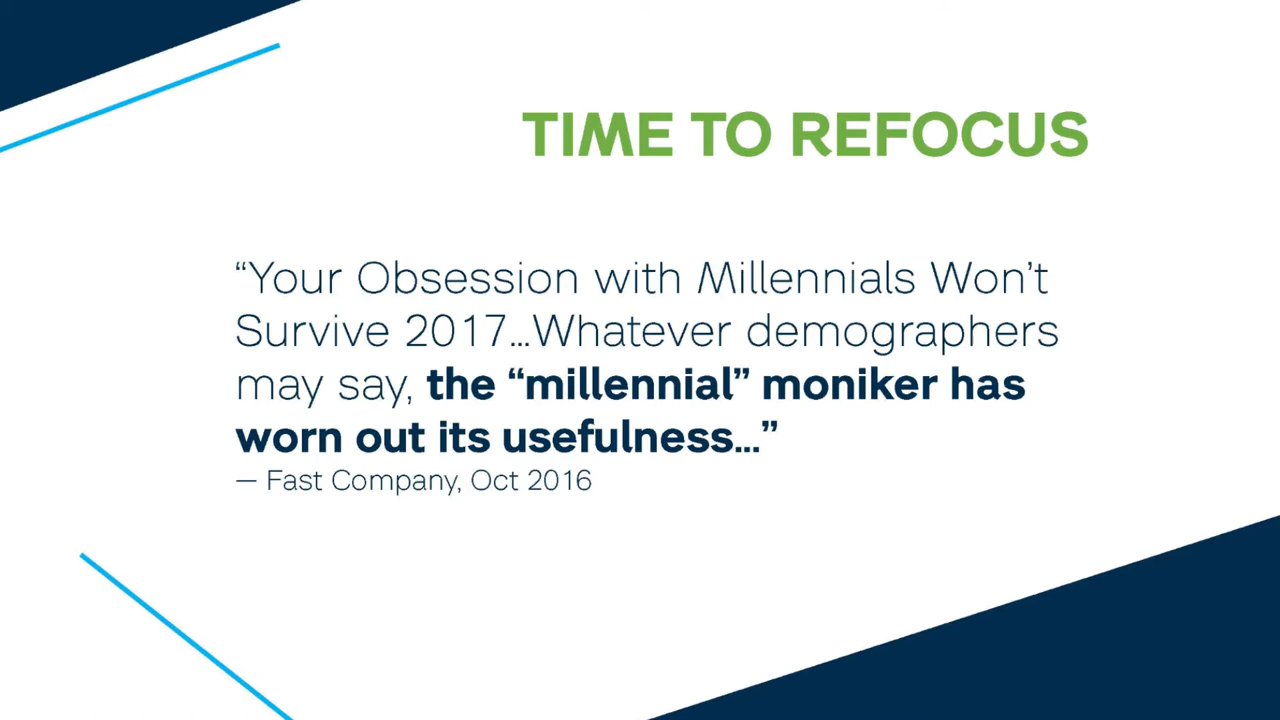 TIME TO REFOCUS
“Your Obsession with Millennials Won’t
Survive 2017...Whatever demographers
may say, the “millennial” moniker has
worn out its usefulness...”
— Fast Company, Oct 2016